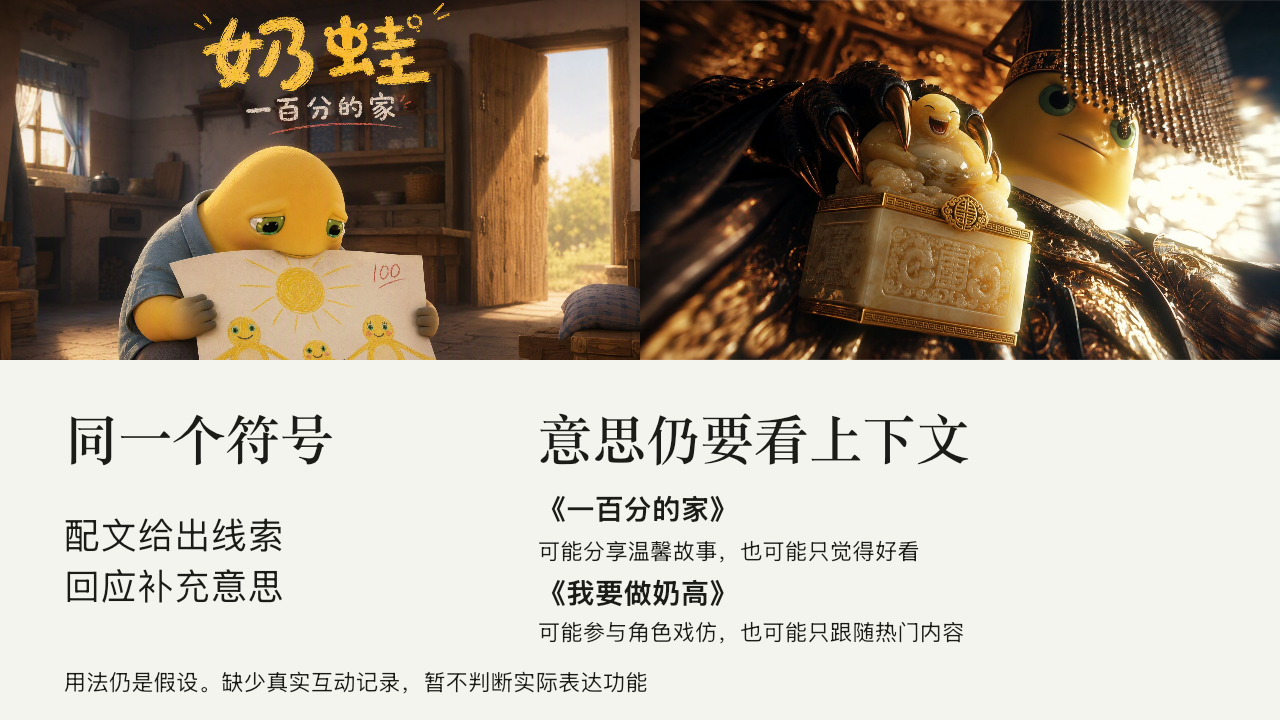 奶蛙
一百分的家
100
同一个符号
配文给出线索
回应补充意思
意思仍要看上下文
《一百分的家》
可能分享温馨故事，也可能只觉得好看
《我要做奶高》
可能参与角色戏仿，也可能只跟随热门内容
用法仍是假设。缺少真实互动记录，暂不判断实际表达功能